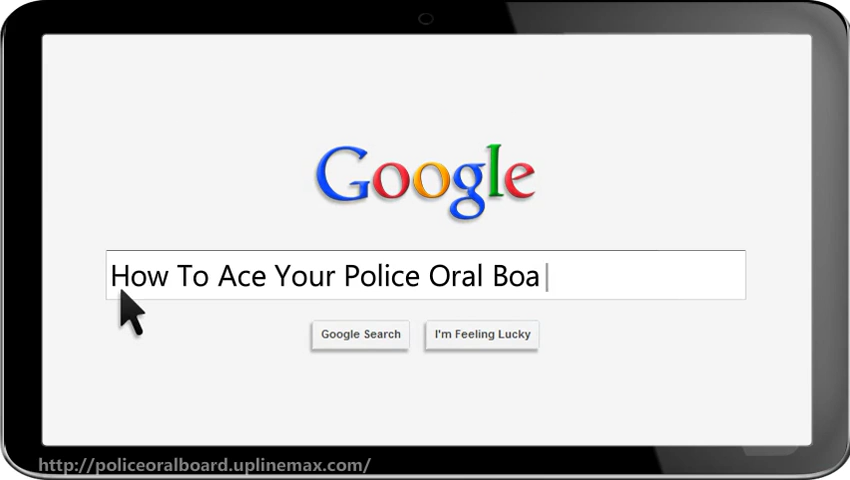 Google
How To Ace Your Police Oral Boa
Google Search
I'm Feeling Lucky
http://policeoralboard.uplinemax.com/